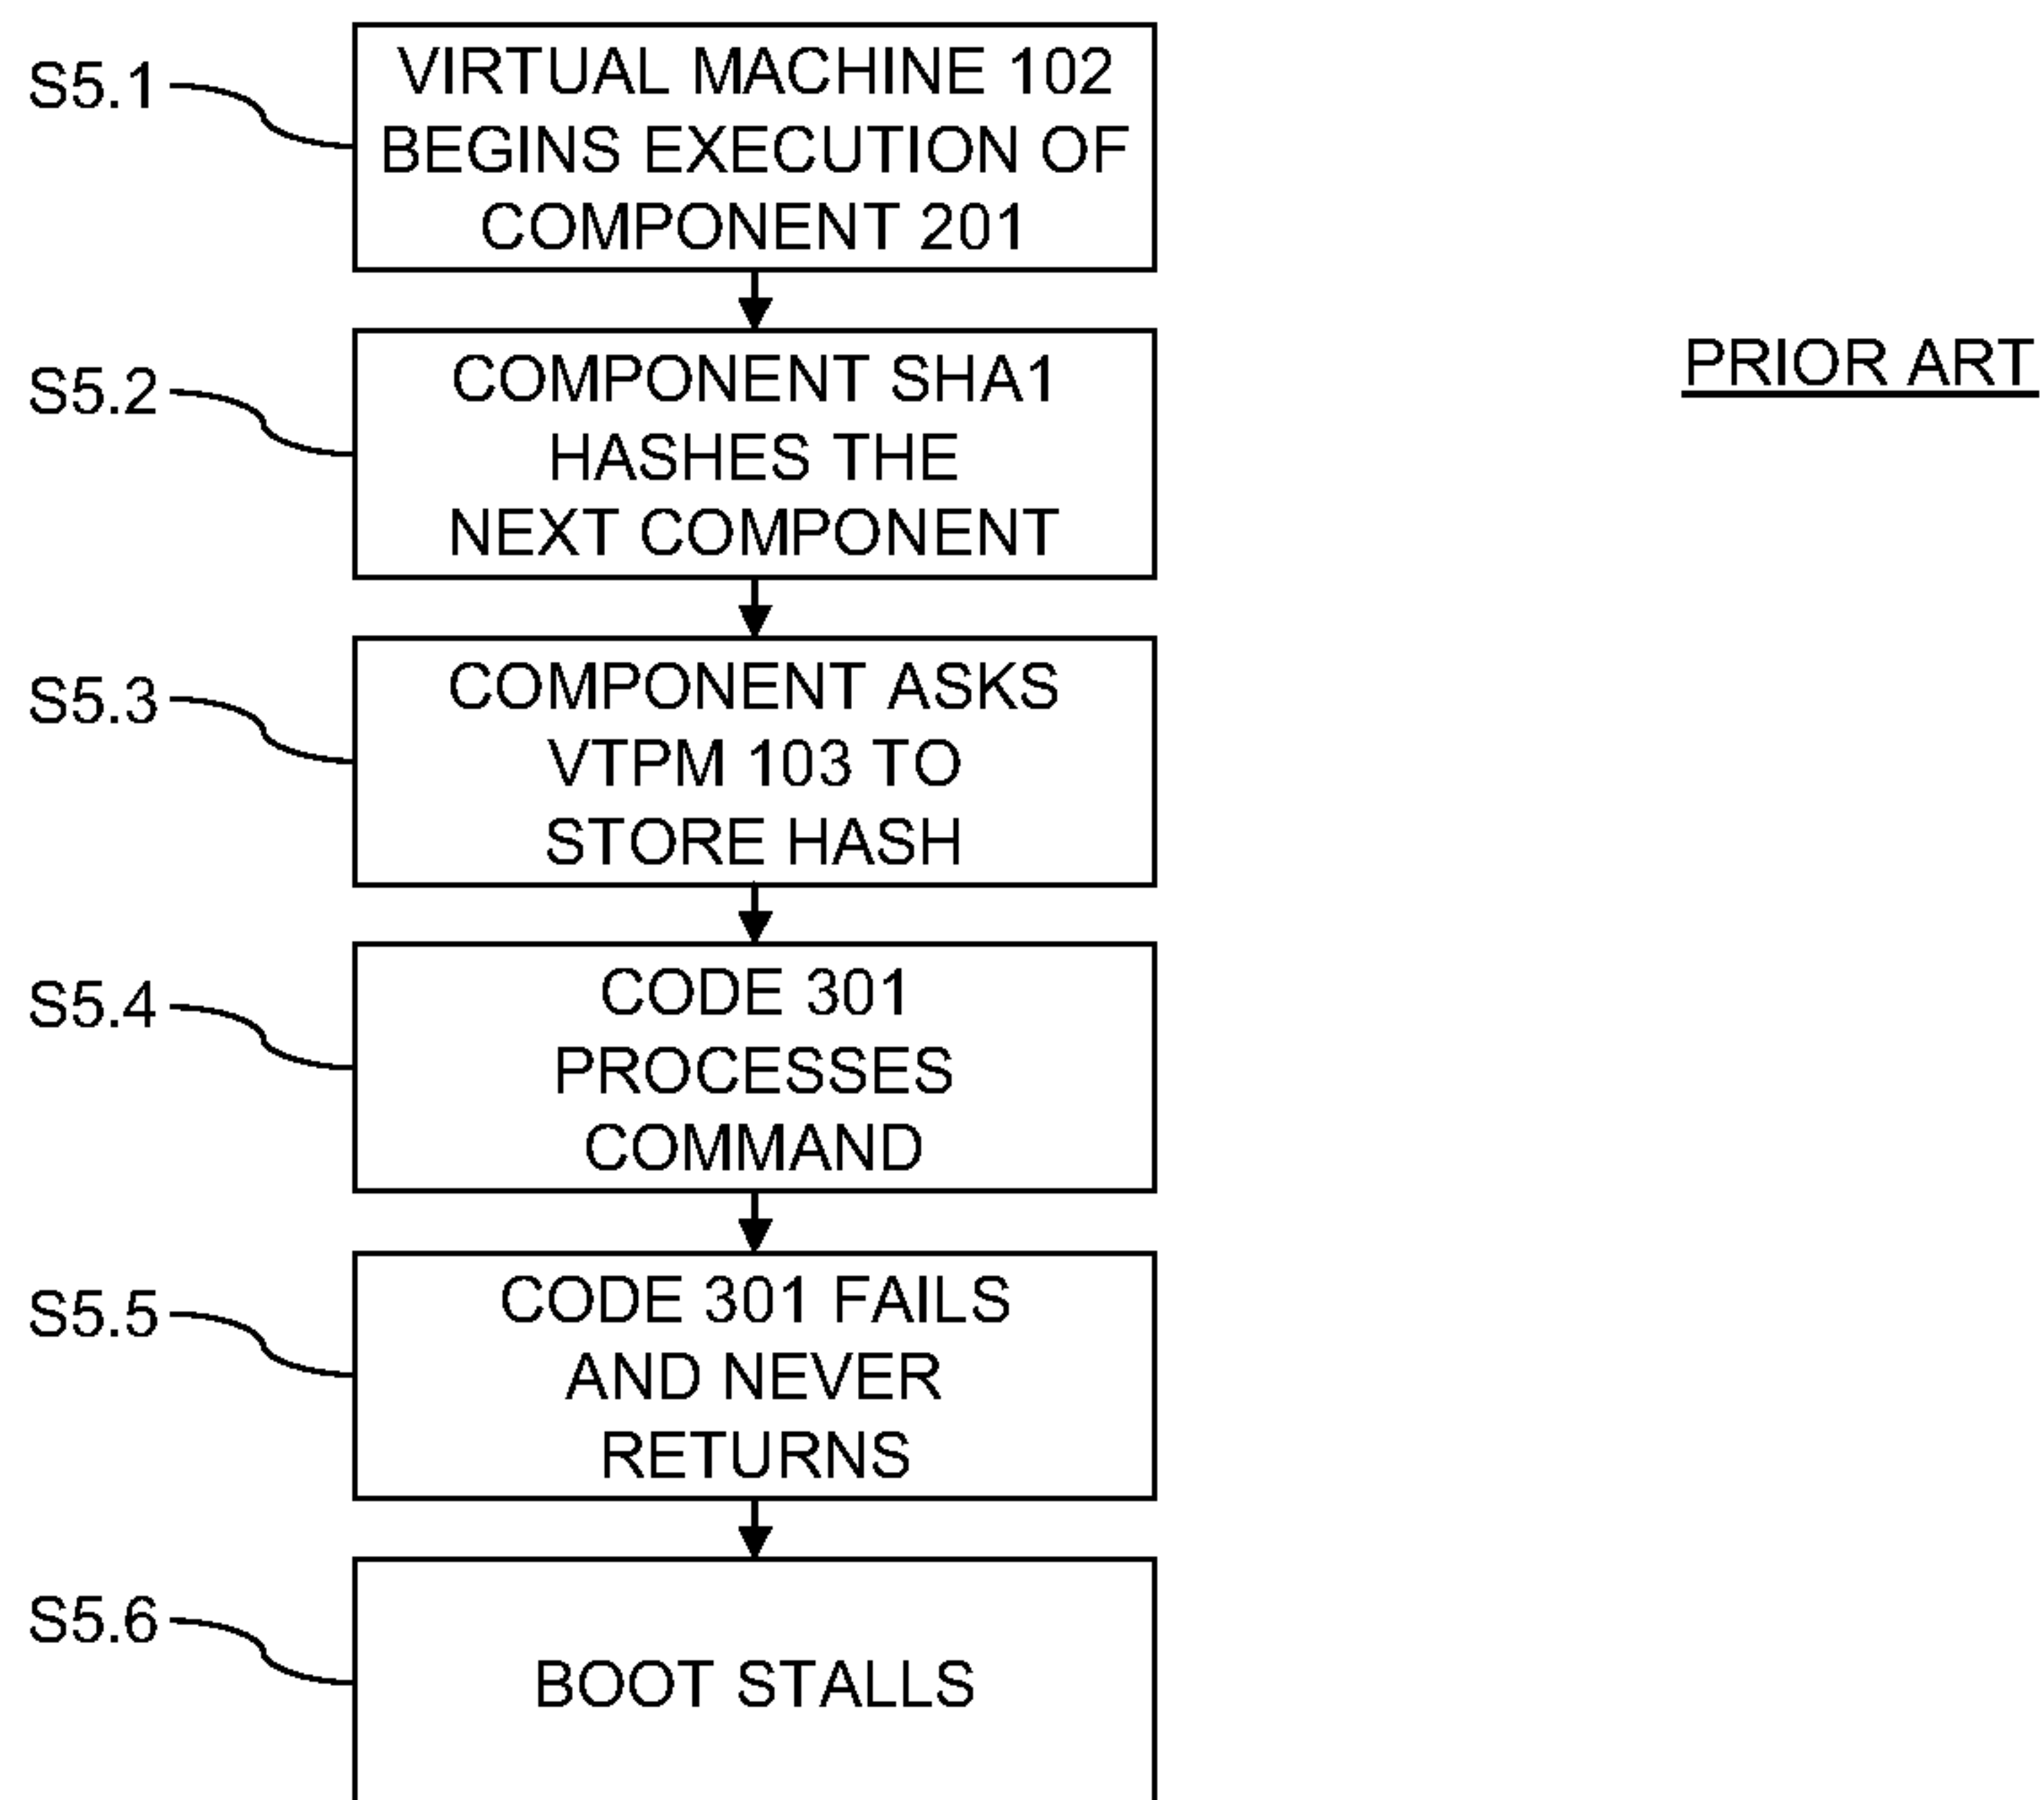 S5.1
VIRTUAL MACHINE 102
BEGINS EXECUTION OF
COMPONENT 201
PRIOR ART
S5.2
COMPONENT SHA1
HASHES THE
NEXT COMPONENT
S5.3
COMPONENT ASKS
VTPM 103 TO
STORE HASH
S5.4
CODE 301
PROCESSES
COMMAND
S5.5
CODE 301 FAILS
AND NEVER
RETURNS
S5.6
BOOT STALLS